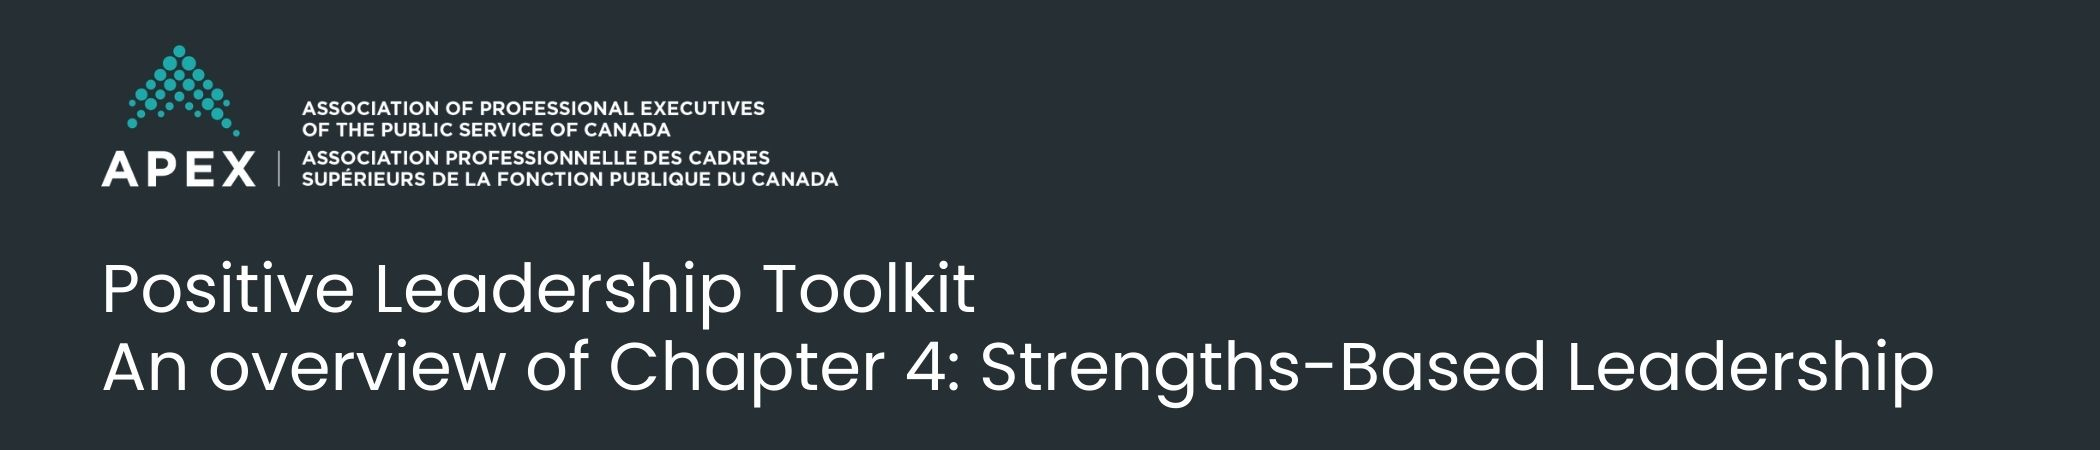 ASSOCIATION OF PROFESSIONAL EXECUTIVES
OF THE PUBLIC SERVICE OF CANADA
APEX
ASSOCIATION PROFESSIONNELLE DES CADRES
SUPÉRIEURS DE LA FONCTION PUBLIQUE DU CANADA
Positive Leadership Toolkit
An overview of Chapter 4: Strengths-Based Leadership